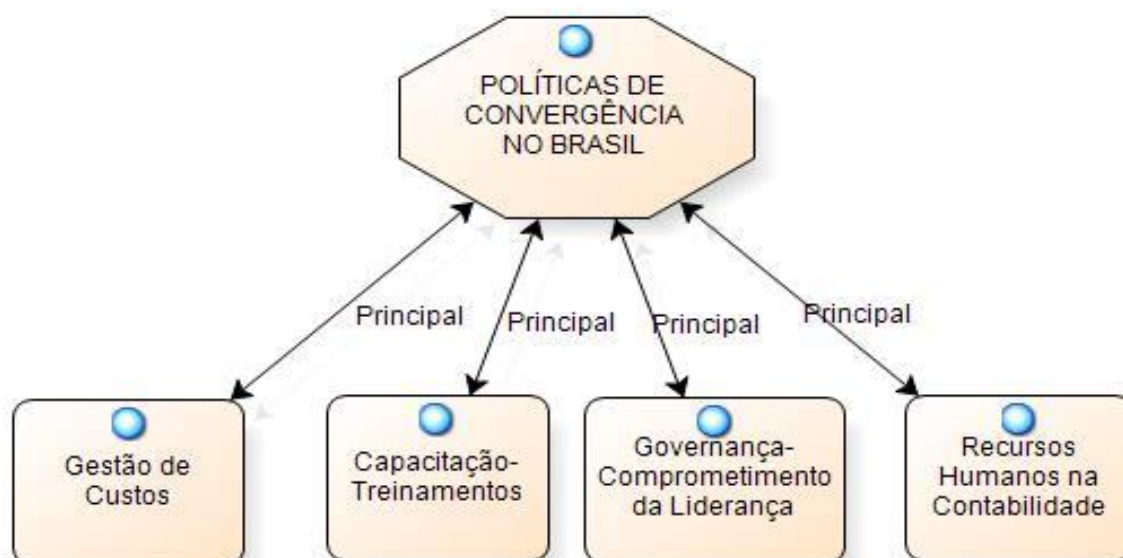 POLÍTICAS DE
CONVERGÊNCIA
NO BRASIL
Principal
Principal
Principal
Principal
Gestão de
Custos
Capacitação-
Treinamentos
Governança-
Comprometimento
da Liderança
Recursos
Humanos na
Contabilidade